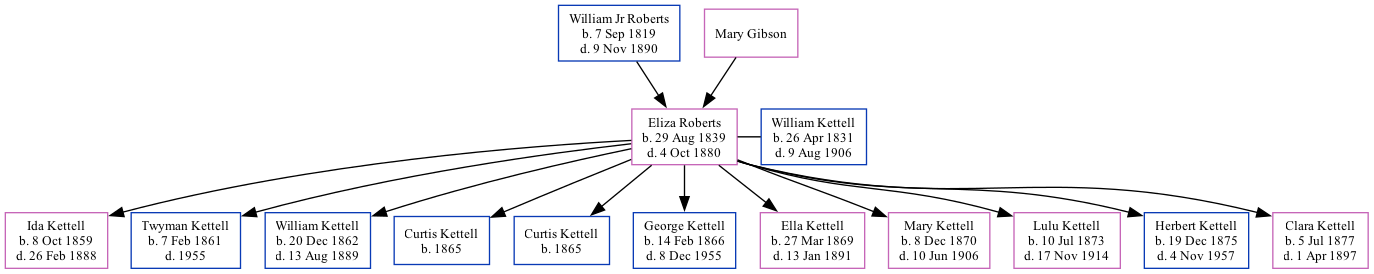 William Jr Roberts
b. 7 Sep 1819
d. 9 Nov 1890
Mary Gibson
Eliza Roberts
b. 29 Aug 1839
d. 4 Oct 1880
William Kettell
b. 26 Apr 1831
d. 9 Aug 1906
Ida Kettell
b. 8 Oct 1859
d. 26 Feb 1888
Twyman Kettell
b. 7 Feb 1861
d. 1955
William Kettell
b. 20 Dec 1862
d. 13 Aug 1889
Curtis Kettell
b. 1865
Curtis Kettell
b. 1865
George Kettell
b. 14 Feb 1866
d. 8 Dec 1955
Ella Kettell
b. 27 Mar 1869
d. 13 Jan 1891
Mary Kettell
b. 8 Dec 1870
d. 10 Jun 1906
Lulu Kettell
b. 10 Jul 1873
d. 17 Nov 1914
Herbert Kettell
b. 19 Dec 1875
d. 4 Nov 1957
Clara Kettell
b. 5 Jul 1877
d. 1 Apr 1897